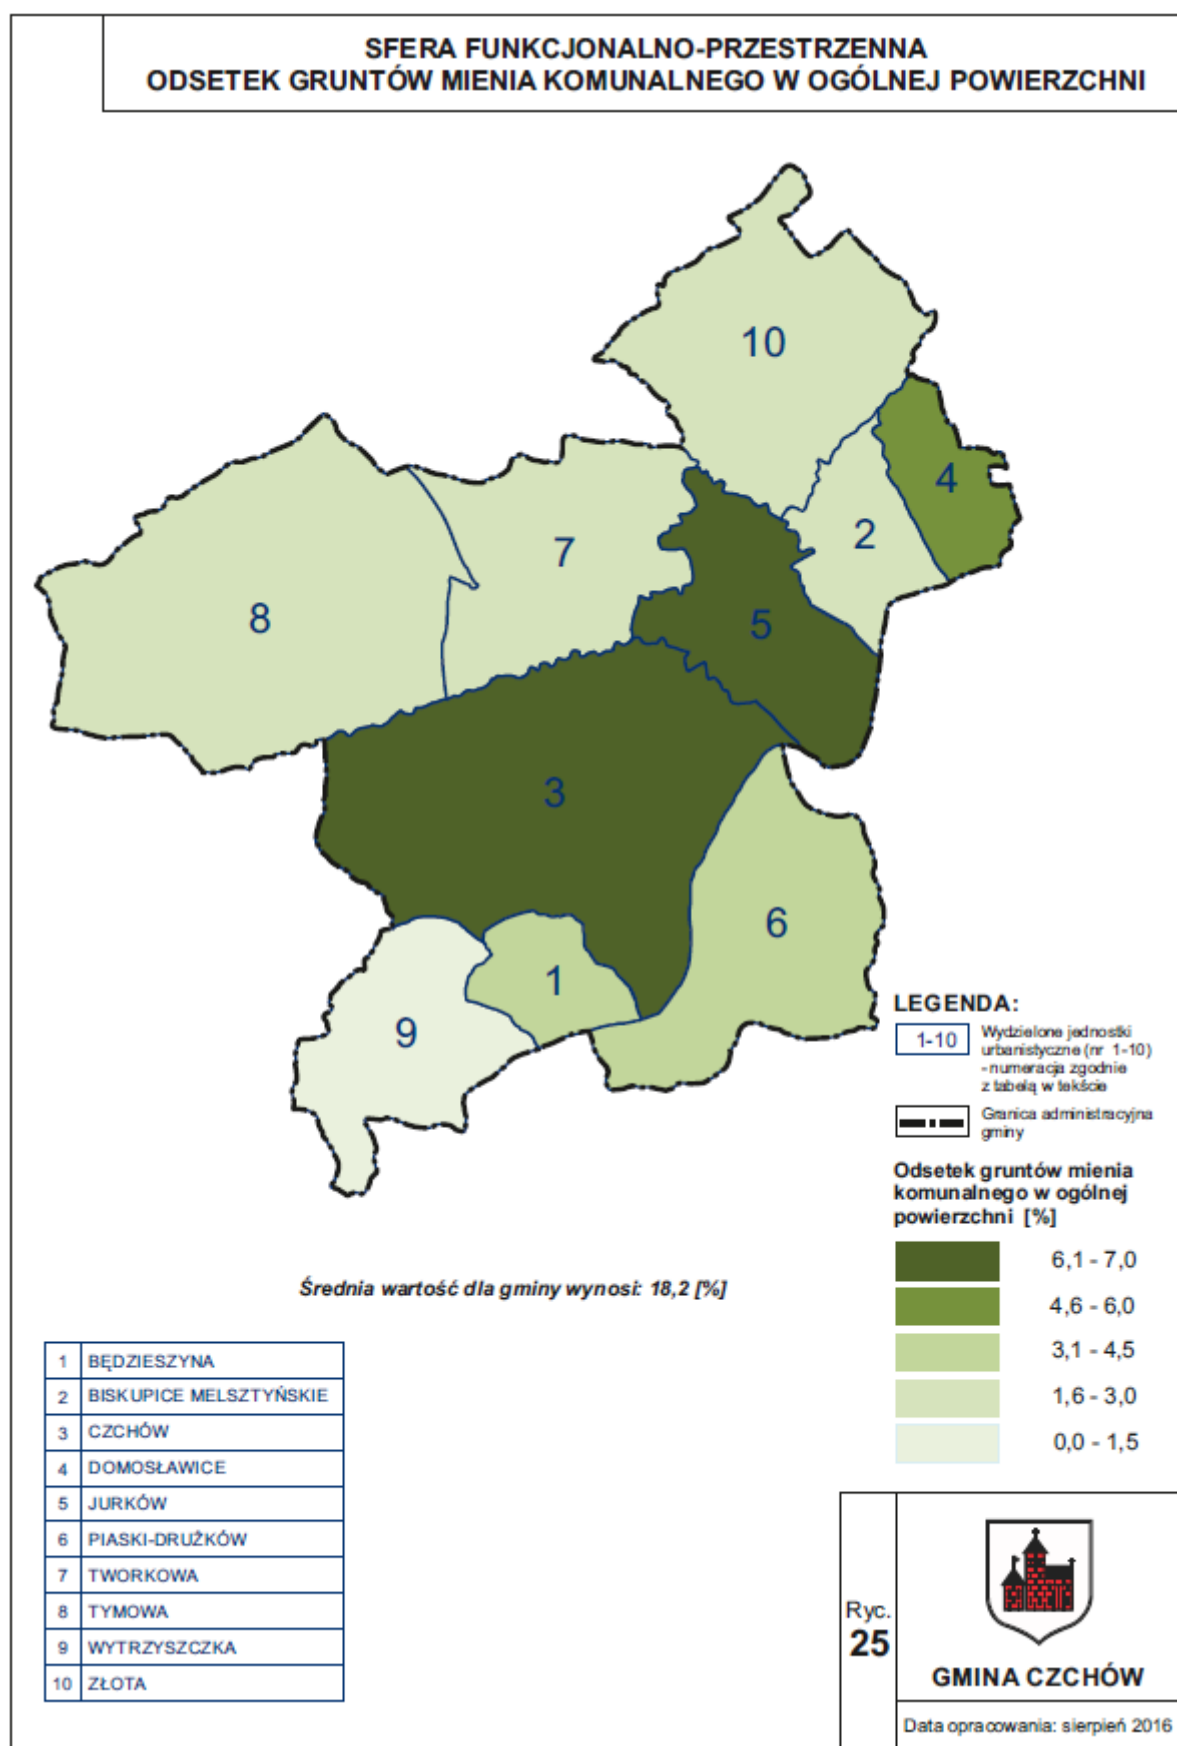 SFERA FUNKCJONALNO-PRZESTRZENNA
ODSETEK GRUNTÓW MIENIA KOMUNALNEGO W OGÓLNEJ POWIERZCHNI
10
4
2
7
8
5
3
6
1
9
LEGENDA:
1-10
Wydzielone jednostki
urbanistyczne (nr 1-10)
- numeracja zgodnie
z tabelą w tekście
Granica administracyjna
gminy
Odsetek gruntów mienia
komunalnego w ogólnej
powierzchni [%]
6,1 - 7,0
4,6 - 6,0
3,1 - 4,5
1,6 - 3,0
0,0 - 1,5
Średnia wartość dla gminy wynosi: 18,2 [%]
1 BĘDZIESZYNA
2 BISKUPICE MELSZTYŃSKIE
3 CZCHÓW
4 DOMOSŁAWICE
5 JURKÓW
6 PIASKI-DRUŻKÓW
7 TWORKOWA
8 TYMOWA
9 WYTRZYSZCZKA
10 ZŁOTA
Ryc.
25
GMINA CZCHÓW
Data opracowania: sierpień 2016